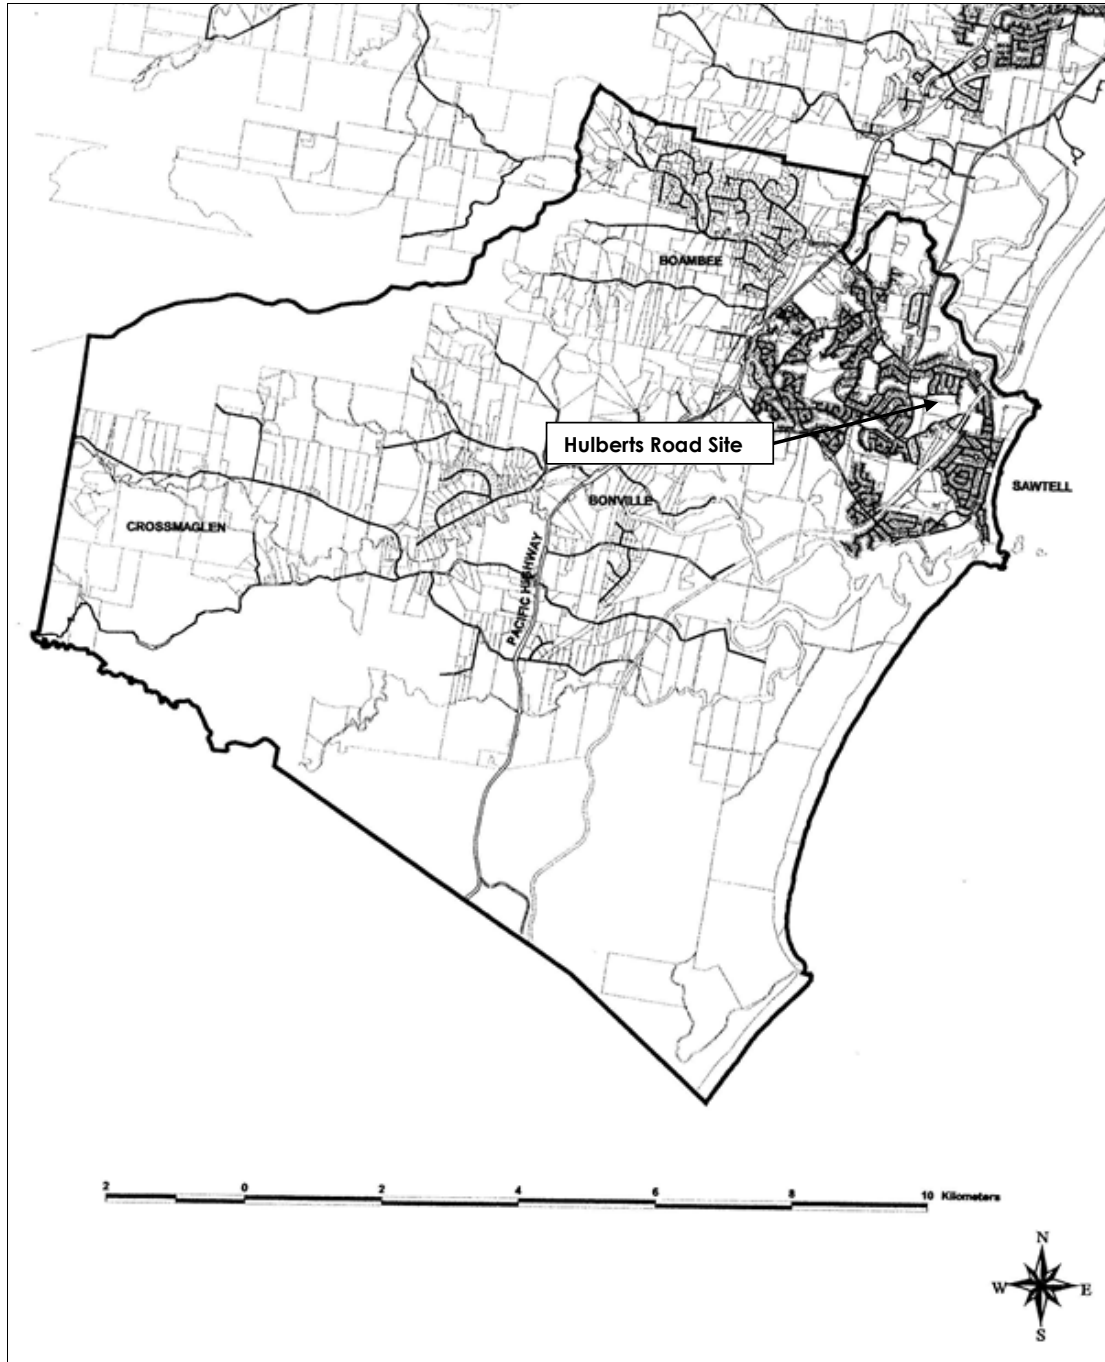 BOAMBEE
Hulberts Road Site
SAWTELL
BONVILLE
CROSSMAGLEN
PACIFIC HIGHWAY
2 0 2 4 6 8 10 Kilometers
N
W E
S